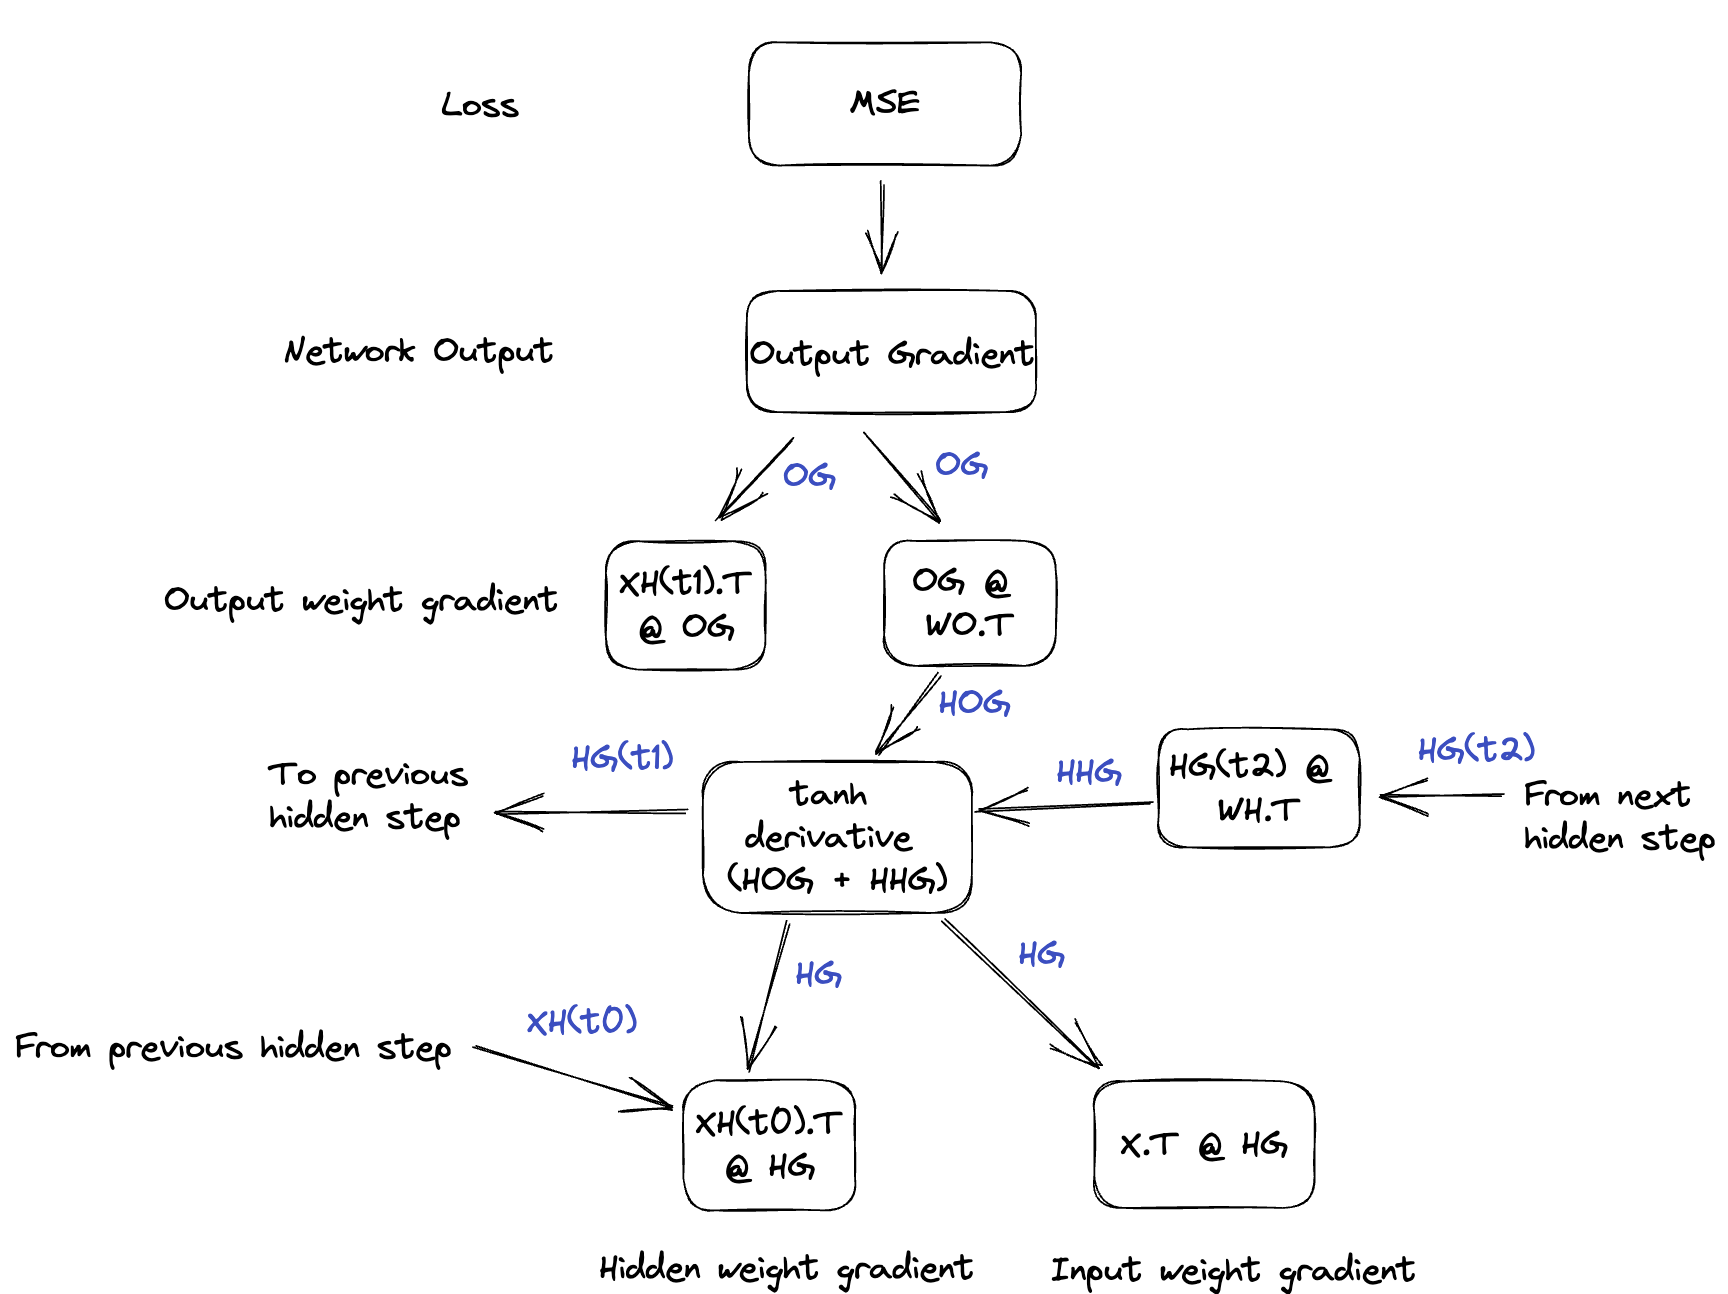 Loss
MSE
Network Output
Output Gradient
OG
OG
Output weight gradient
XH(t1).T
@ OG
OG @
WO.T
HOG
To previous
hidden step
HG(t1)
tanh
derivative
(HOG + HHG)
HHG
HG(t2) @
WH.T
HG(t2)
From next
hidden step
HG
HG
From previous hidden step
XH(t0)
XH(t0).T
@ HG
X.T @ HG
Hidden weight gradient
Input weight gradient